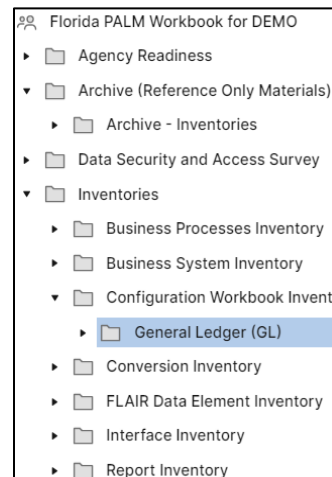 Florida PALM Workbook for DEMO
Agency Readiness
Archive (Reference Only Materials)
Archive - Inventories
Data Security and Access Survey
Inventories
Business Processes Inventory
Business System Inventory
Configuration Workbook Invent
General Ledger (GL)
Conversion Inventory
FLAIR Data Element Inventory
Interface Inventory
Report Inventory